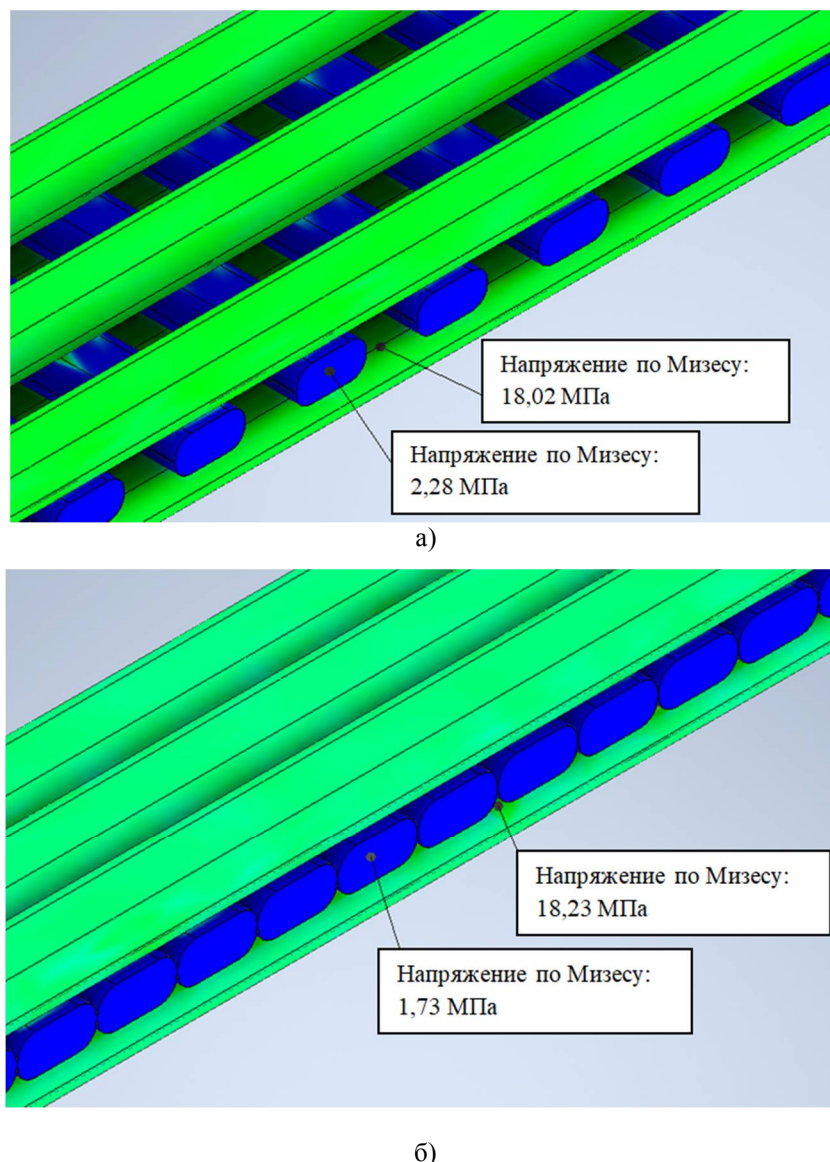 Напряжение по Мизесу:
18,02 МПа
Напряжение по Мизесу:
2,28 МПа
а)
Напряжение по Мизесу:
18,23 МПа
Напряжение по Мизесу:
1,73 МПа
б)